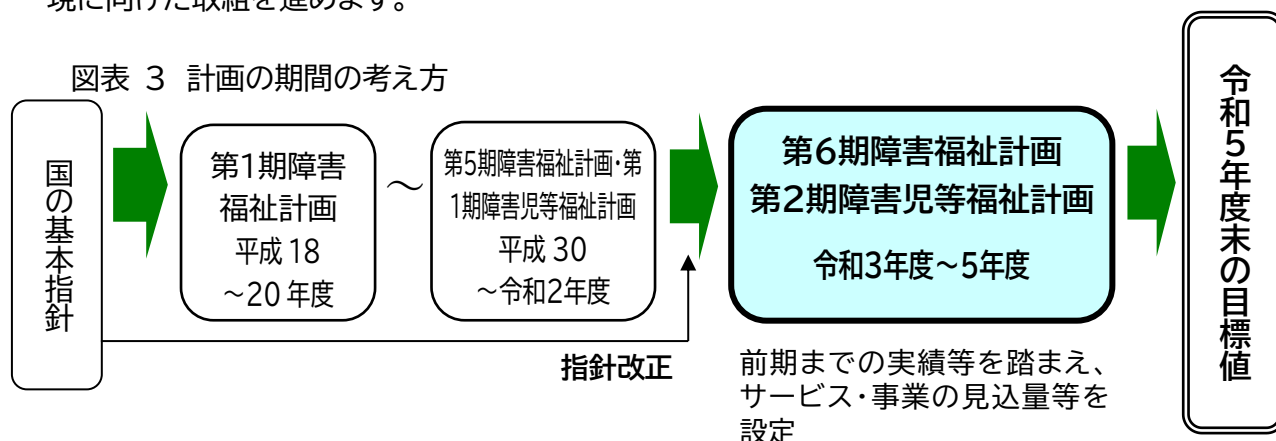 現に向けた取組を進めます。
図表 3 計画の期間の考え方
国の基本指針
第1期障害
福祉計画
平成 18
~20 年度
~
第5期障害福祉計画・第
1期障害児等福祉計画
平成 30
~令和2年度
指針改正
第6期障害福祉計画
第2期障害児等福祉計画
令和3年度~5年度
前期までの実績等を踏まえ、
サービス・事業の見込量等を
設定
令和5年度末の目標値